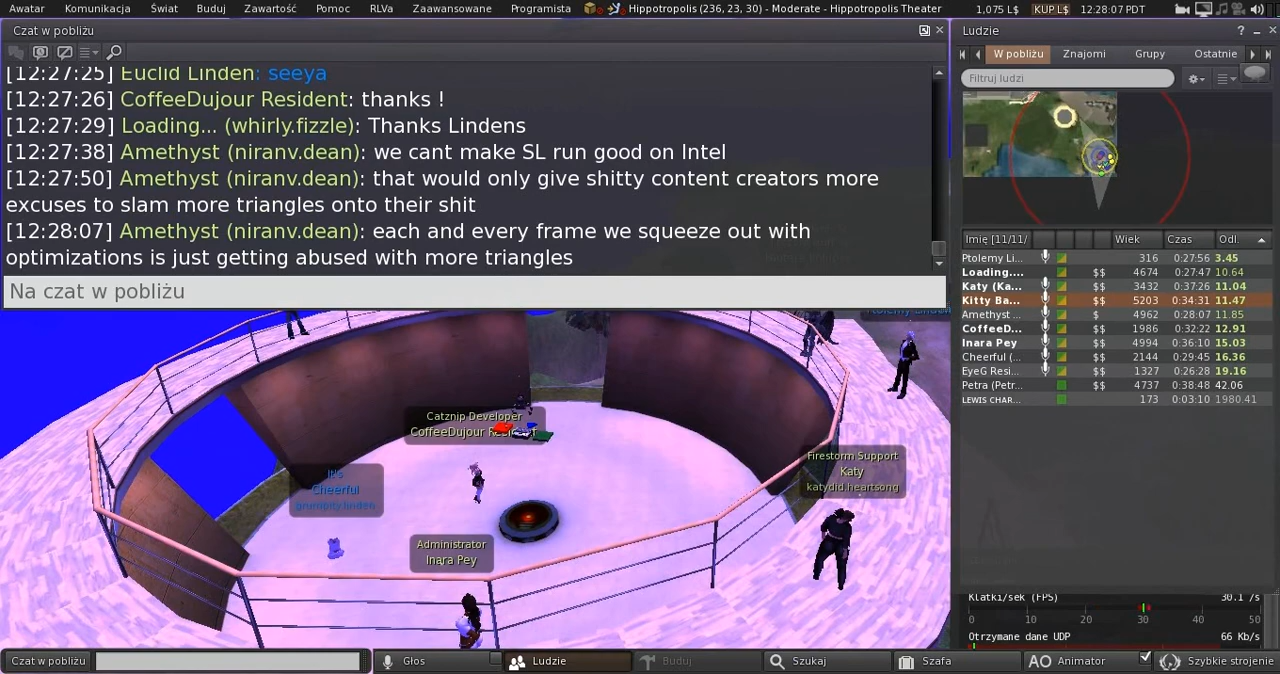 Awatar Komunikacja Świat Buduj Zawartość Pomoc RLVa Zaawansowane Programista Hippotropolis (236, 23, 30) - Moderate - Hippotropolis Theater 1,075 L$ KUP L$ 12:28:07 PDT
Czat w pobliżu
[12:27:25] Euclid Linden: seeya
[12:27:26] CoffeeDujour Resident: thanks !
[12:27:29] Loading... (whirly.fizzle): Thanks Lindens
[12:27:38] Amethyst (niranv.dean): we cant make SL run good on Intel
[12:27:50] Amethyst (niranv.dean): that would only give shitty content creators more
excuses to slam more triangles onto their shit
[12:28:07] Amethyst (niranv.dean): each and every frame we squeeze out with
optimizations is just getting abused with more triangles
Na czat w pobliżu
Ludzie
W pobliżu Znajomi Grupy Ostatnie
Filtruj ludzi
Imię [11/11/ Wiek Czas Odl.
Ptolemy Li... 316 0:27:56 3.45
Loading.... $$ 4674 0:27:47 10.64
Katy (Ka... $$ 3432 0:37:26 11.04
Kitty Ba... $$ 5203 0:34:31 11.47
Amethyst ... $ 4962 0:28:07 11.85
CoffeeD... $$ 1986 0:32:22 12.91
Inara Pey $$ 4994 0:36:10 15.03
Cheerful (... $$ 2144 0:29:45 16.36
EyeG Resi... $$ 1327 0:26:28 19.16
Petra (Petr... $$ 4737 0:38:48 42.06
LEWIS CHAR... 173 0:03:10 1980.41
Ptolemy Linden
Catznip Developer
CoffeeDujour Resident
It's
Cheerful
grumpity.linden
Firestorm Support
Katy
katydid.heartsong
Administrator
Inara Pey
Klatki/sek (FPS) 30.1 /s
0 10 20 30 40 50
Otrzymane dane UDP 66 Kb/s
Czat w pobliżu Głos Ludzie Buduj Szukaj Szafa AO Animator Szybkie strojenie